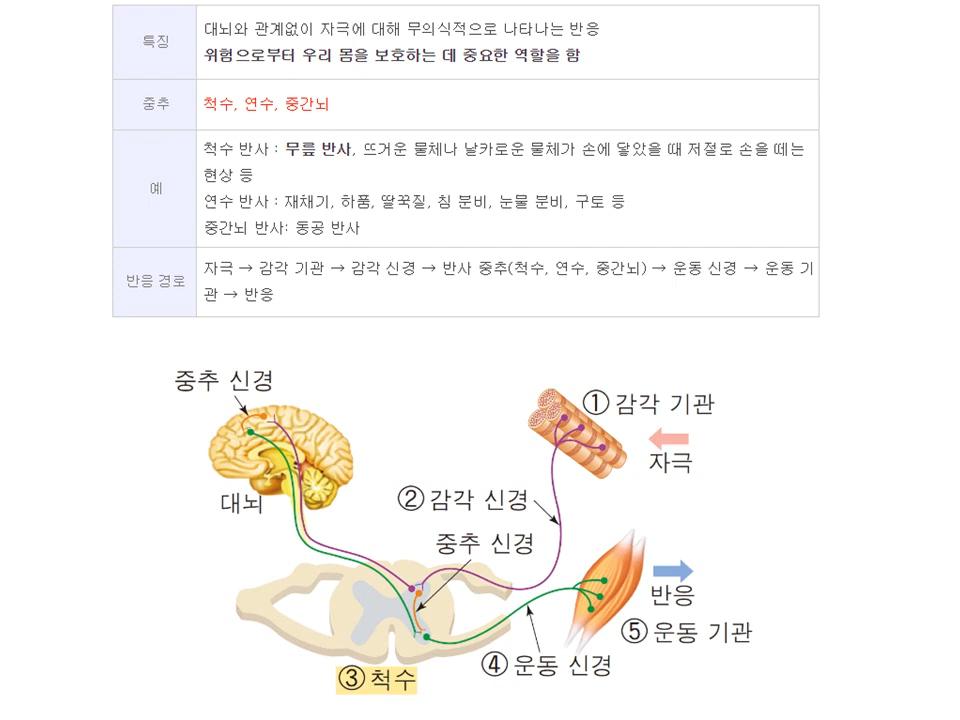 특징
대뇌와 관계없이 자극에 대해 무의식적으로 나타나는 반응
위험으로부터 우리 몸을 보호하는 데 중요한 역할을 함
중추
척수, 연수, 중간뇌
예
척수 반사 : 무릎 반사, 뜨거운 물체나 날카로운 물체가 손에 닿았을 때 저절로 손을 떼는
현상 등
연수 반사 : 재채기, 하품, 딸꾹질, 침 분비, 눈물 분비, 구토 등
중간뇌 반사: 동공 반사
반응 경로
자극 → 감각 기관 → 감각 신경 → 반사 중추(척수, 연수, 중간뇌) → 운동 신경 → 운동 기
관 → 반응
중추 신경
① 감각 기관
자극
대뇌
② 감각 신경
중추 신경
반응
⑤ 운동 기관
④ 운동 신경
③ 척수